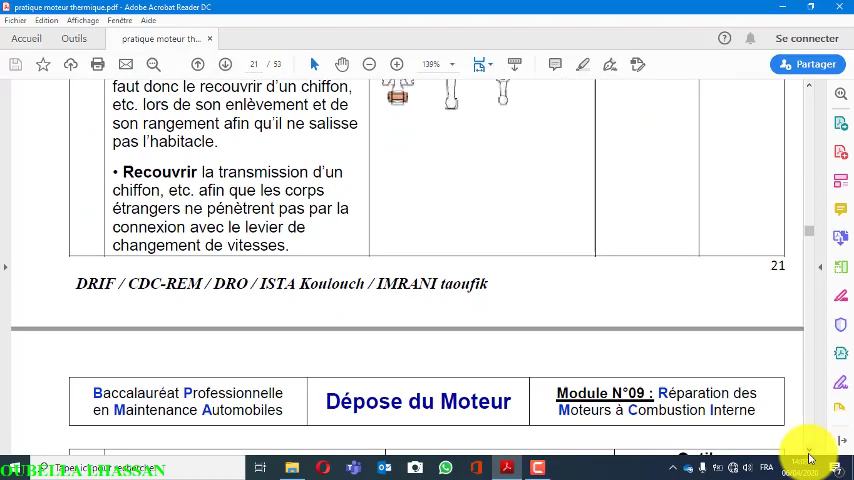 pratique moteur thermique.pdf - Adobe Acrobat Reader DC
Fichier Edition Affichage Fenêtre Aide
Accueil Outils pratique moteur ther... × Se connecter
21 / 53 139% Partager
faut donc le recouvrir d'un chiffon,
etc. lors de son enlèvement et de
son rangement afin qu'il ne salisse
pas l'habitacle.
• Recouvrir la transmission d'un
chiffon, etc. afin que les corps
étrangers ne pénètrent pas par la
connexion avec le levier de
changement de vitesses.
21
DRIF / CDC-REM / DRO / ISTA Koulouch / IMRANI taoufik
Baccalauréat Professionnelle
en Maintenance Automobiles
Dépose du Moteur
Module N°09 : Réparation des
Moteurs à Combustion Interne
OUBELLA LHASSAN
Taper ici pour rechercher
FRA
06/04/2020